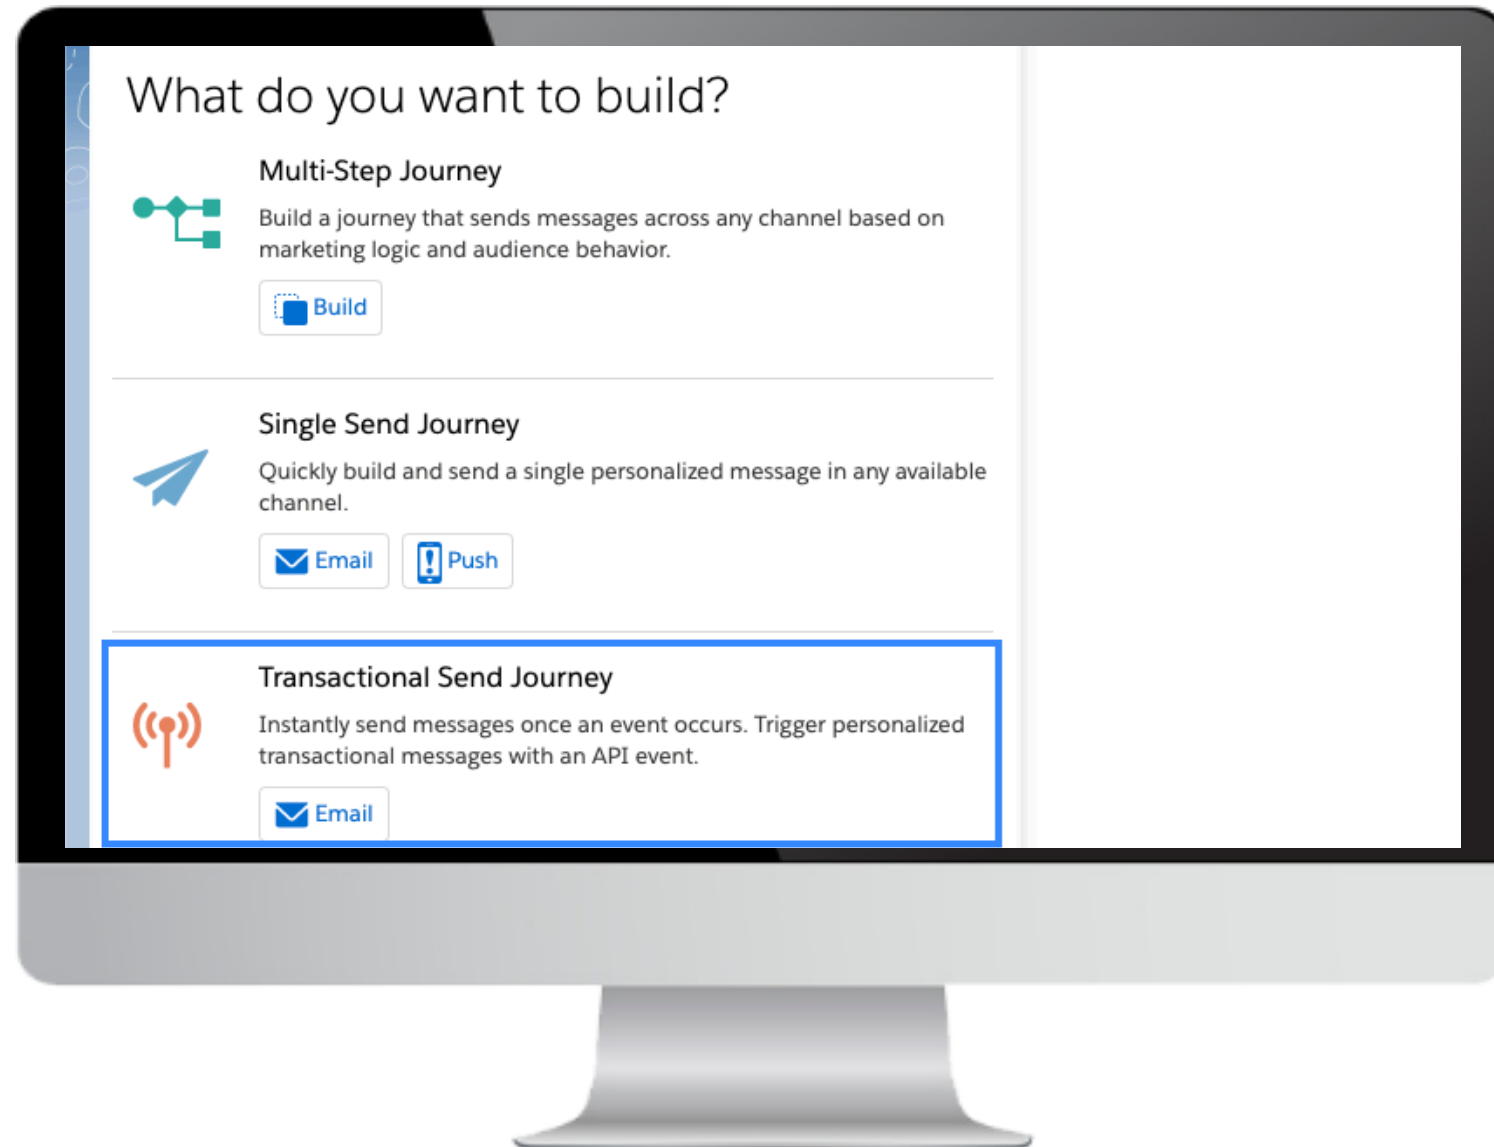 What do you want to build?
Multi-Step Journey
Build a journey that sends messages across any channel based on
marketing logic and audience behavior.
Build
Single Send Journey
Quickly build and send a single personalized message in any available
channel.
Email Push
Transactional Send Journey
Instantly send messages once an event occurs. Trigger personalized
transactional messages with an API event.
Email